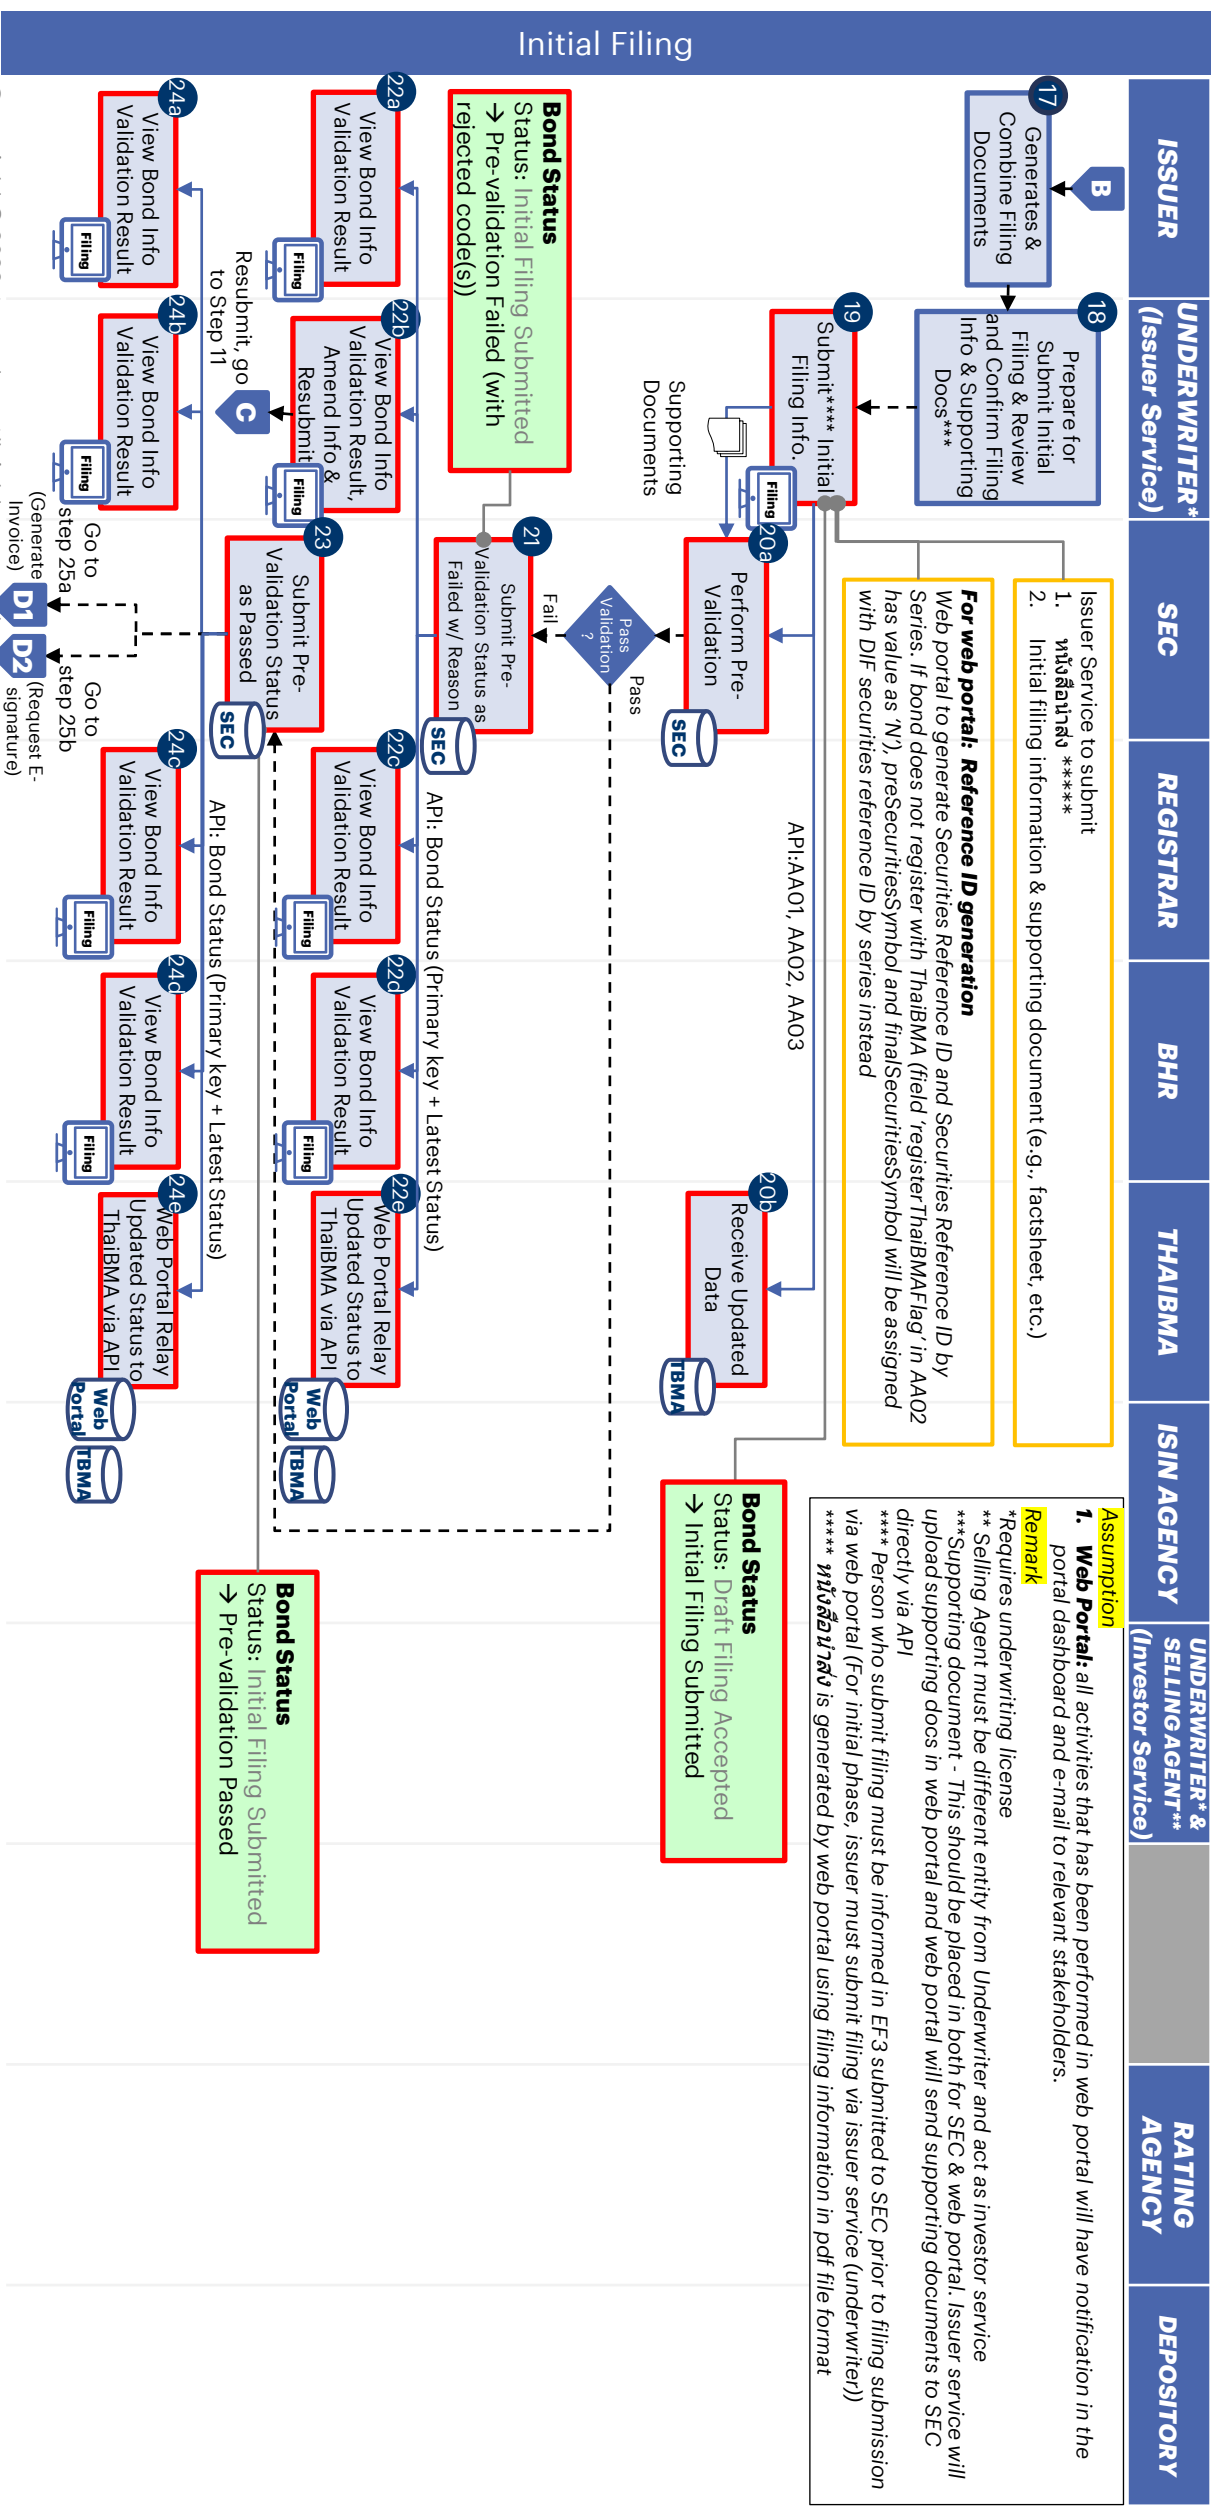 Initial Filing
ISSUER
UNDERWRITER*
(Issuer Service)
SEC
REGISTRAR
BHR
THAIBMA
ISIN AGENCY
UNDERWRITER* &
SELLING AGENT**
(Investor Service)
RATING
AGENCY
DEPOSITORY
B
17
Generates &
Combine Filing
Documents
18
Prepare for
Submit Initial
Filing & Review
and Confirm Filing
Info & Supporting
Docs***
19
Submit**** Initial
Filing Info.
Filing
Supporting
Documents
Issuer Service to submit
1. หนังสือนำส่ง *****
2. Initial filing information & supporting document (e.g., factsheet, etc.)
For web portal: Reference ID generation
Web portal to generate Securities Reference ID and Securities Reference ID by
Series. If bond does not register with ThaiBMA (field 'registerThaiBMAFlag' in AA02
has value as 'N'), preSecuritiesSymbol and finalSecuritiesSymbol will be assigned
with DIF securities reference ID by series instead
Assumption
1. Web Portal: all activities that has been performed in web portal will have notification in the
portal dashboard and e-mail to relevant stakeholders.
Remark
*Requires underwriting license
** Selling Agent must be different entity from Underwriter and act as investor service
***Supporting document - This should be placed in both for SEC & web portal. Issuer service will
upload supporting docs in web portal and web portal will send supporting documents to SEC
directly via API
**** Person who submit filing must be informed in EF3 submitted to SEC prior to filing submission
via web portal (For initial phase, issuer must submit filing via issuer service (underwriter))
***** หนังสือนำส่ง is generated by web portal using filing information in pdf file format
API:AA01, AA02, AA03
20a
Perform Pre-
Validation
SEC
20b
Receive Updated
Data
TBMA
Bond Status
Status: Draft Filing Accepted
→ Initial Filing Submitted
Pass
Validation
?
Pass
Fail
Bond Status
Status: Initial Filing Submitted
→ Pre-validation Failed (with
rejected code(s))
21
Submit Pre-
Validation Status as
Failed w/ Reason
SEC
API: Bond Status (Primary key + Latest Status)
22a
View Bond Info
Validation Result
Filing
22b
View Bond Info
Validation Result,
Amend Info &
Resubmit
Filing
C
Resubmit, go
to Step 11
22c
View Bond Info
Validation Result
Filing
22d
View Bond Info
Validation Result
Filing
22e
Web Portal Relay
Updated Status to
ThaiBMA via API
Web
Portal
TBMA
23
Submit Pre-
Validation Status
as Passed
SEC
Bond Status
Status: Initial Filing Submitted
→ Pre-validation Passed
API: Bond Status (Primary key + Latest Status)
24a
View Bond Info
Validation Result
Filing
24b
View Bond Info
Validation Result
Filing
24c
View Bond Info
Validation Result
Filing
24d
View Bond Info
Validation Result
Filing
24e
Web Portal Relay
Updated Status to
ThaiBMA via API
Web
Portal
TBMA
Go to
step 25a
(Generate
Invoice)
D1
D2
Go to
step 25b
(Request E-
signature)